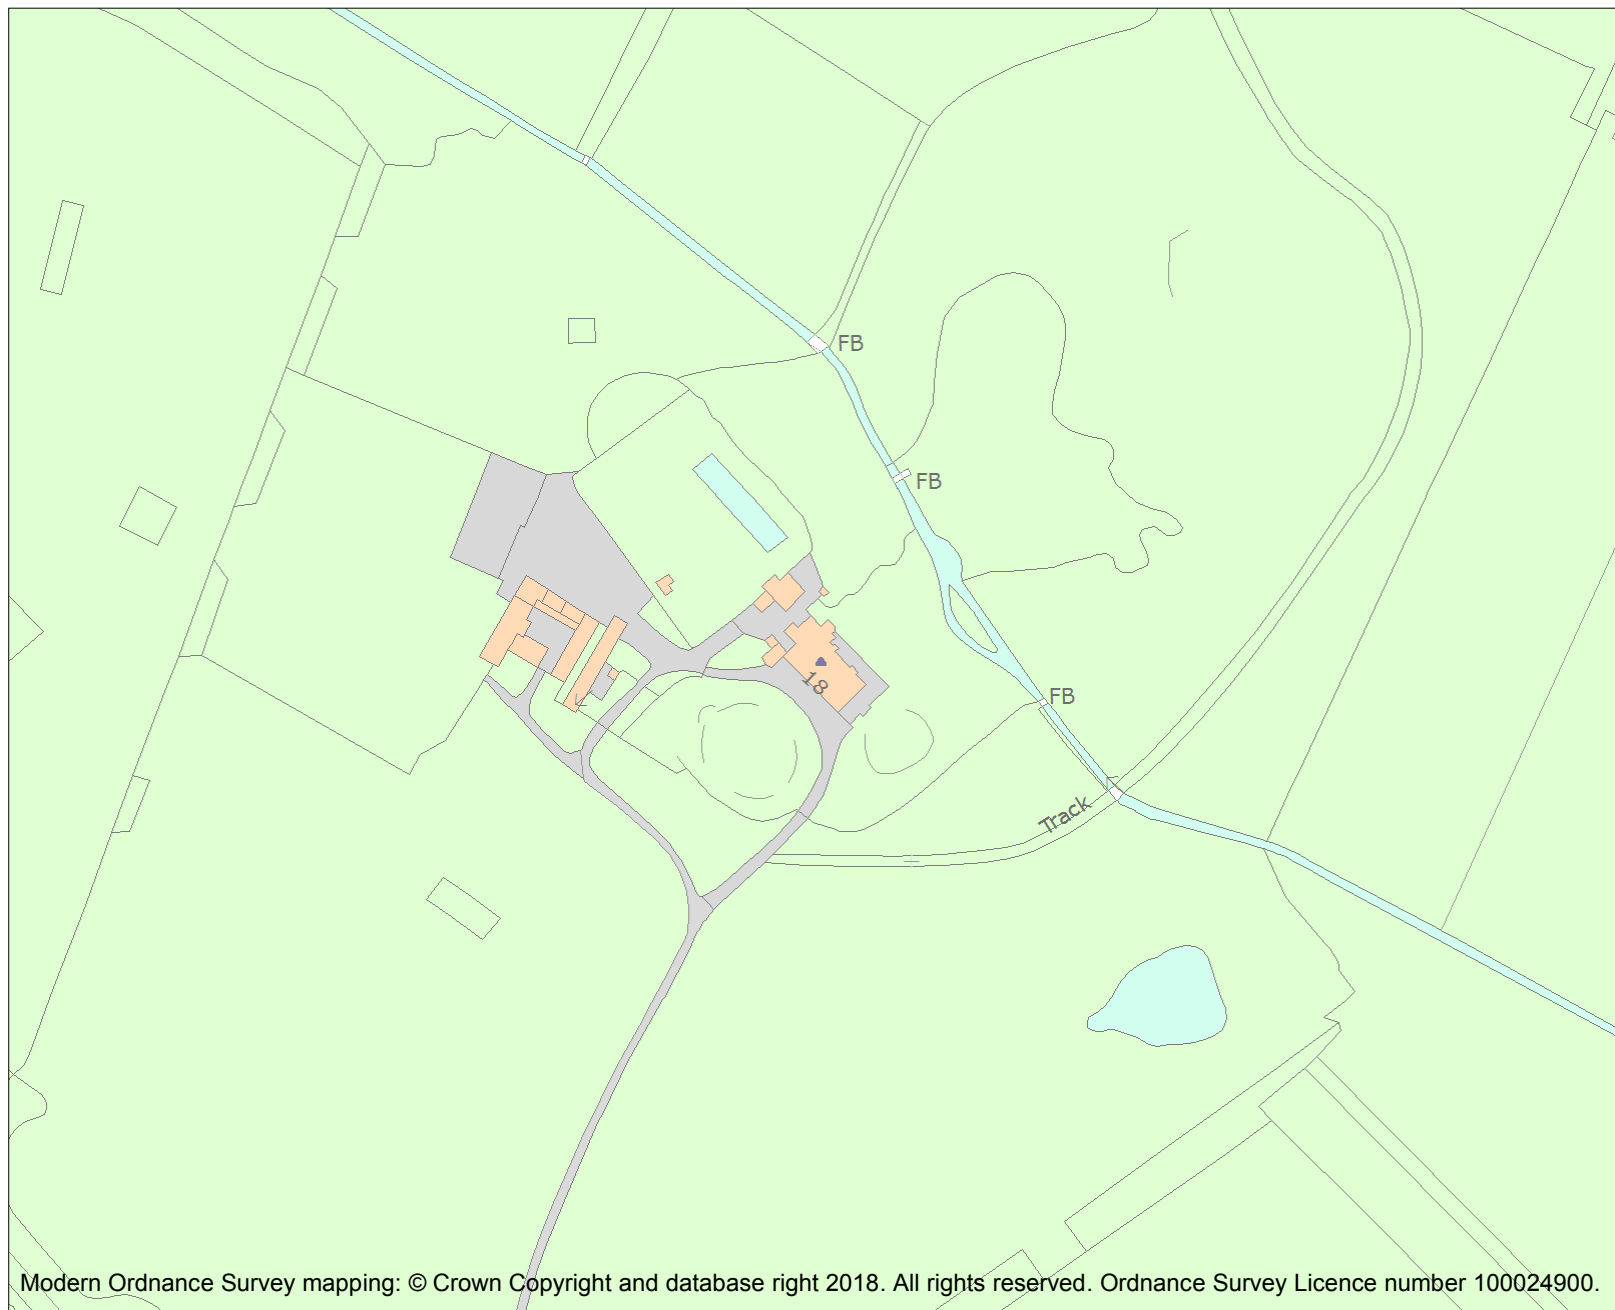 FB
FB
18
FB
Track
Modern Ordnance Survey mapping: © Crown Copyright and database right 2018. All rights reserved. Ordnance Survey Licence number 100024900.